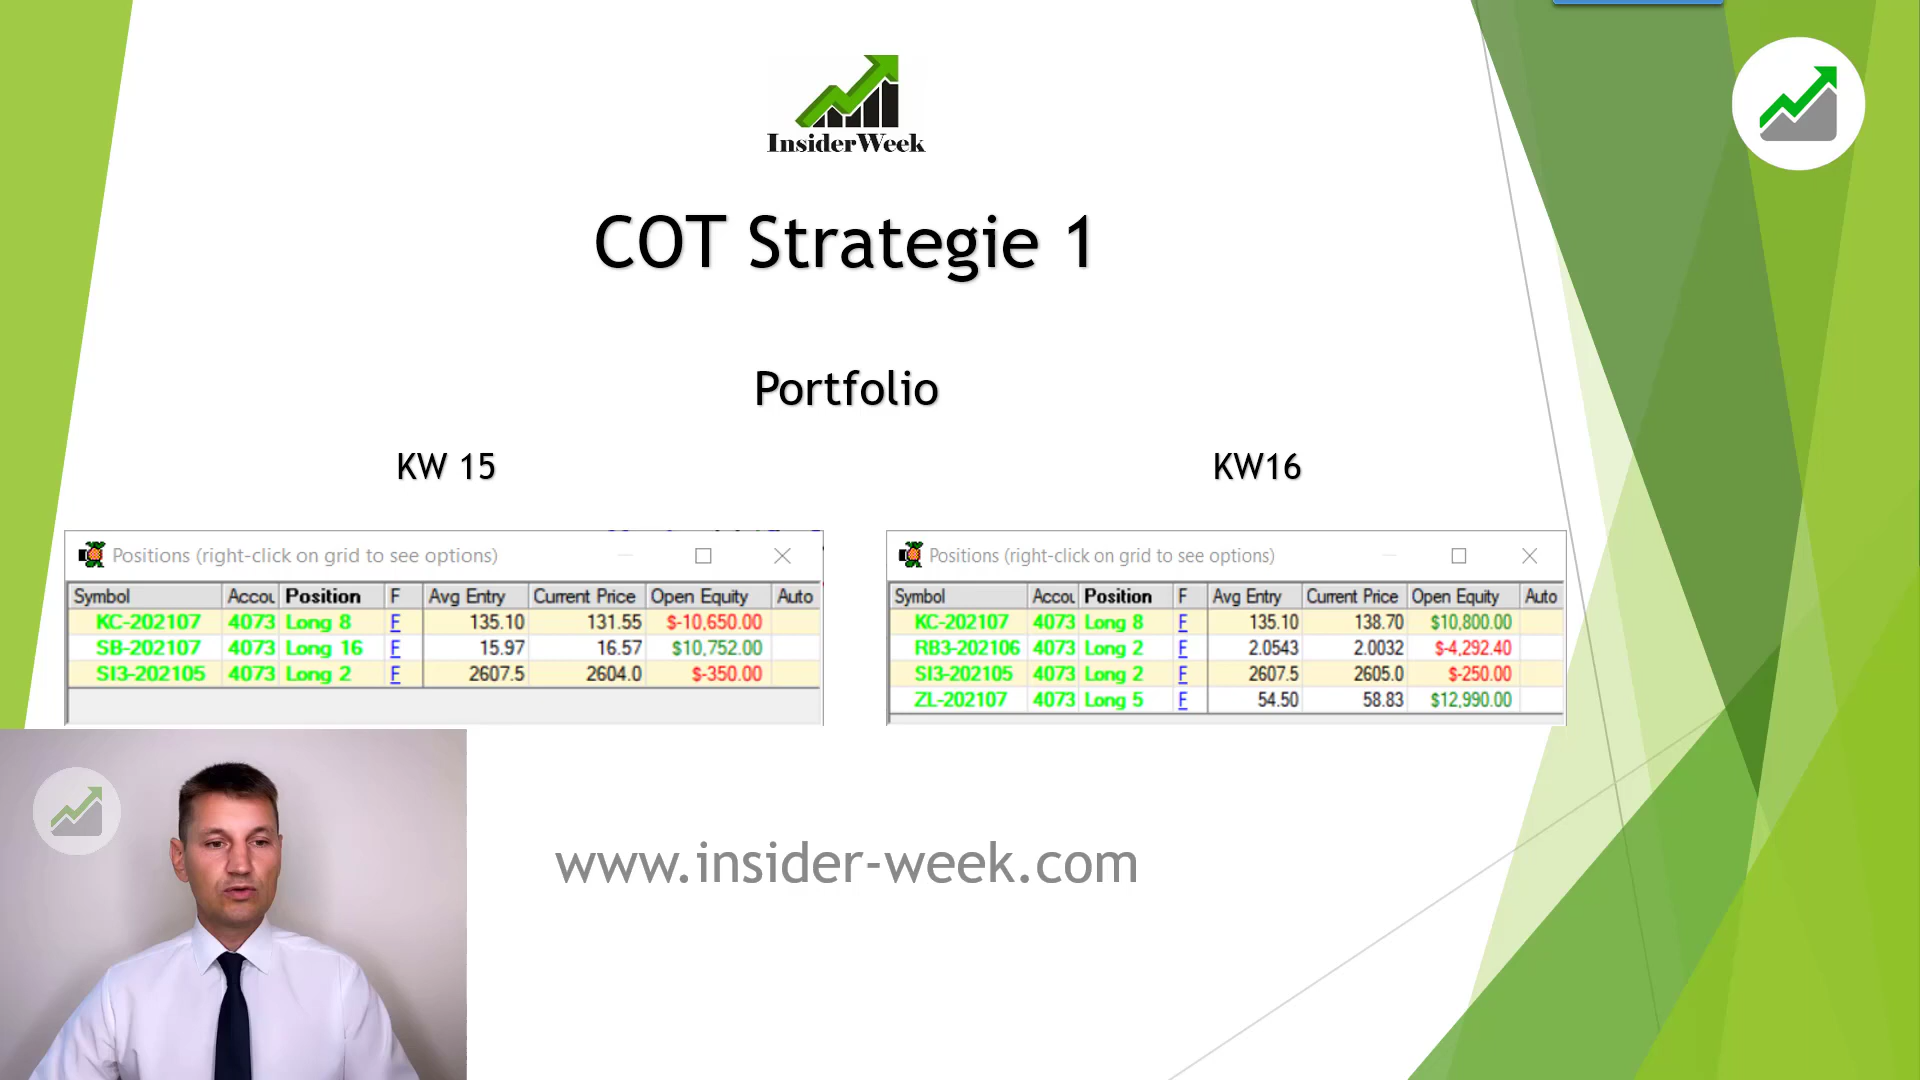 InsiderWeek
COT Strategie 1
Portfolio
KW 15
KW16
Positions (right-click on grid to see options)
Symbol Accou Position F Avg Entry Current Price Open Equity Auto
KC-202107 4073 Long 8 F 135.10 131.55 $-10,650.00
SB-202107 4073 Long 16 F 15.97 16.57 $10,752.00
SI3-202105 4073 Long 2 F 2607.5 2604.0 $-350.00
Positions (right-click on grid to see options)
Symbol Accou Position F Avg Entry Current Price Open Equity Auto
KC-202107 4073 Long 8 F 135.10 138.70 $10,800.00
RB3-202106 4073 Long 2 F 2.0543 2.0032 $-4,292.40
SI3-202105 4073 Long 2 F 2607.5 2605.0 $-250.00
ZL-202107 4073 Long 5 F 54.50 58.83 $12,990.00
www.insider-week.com